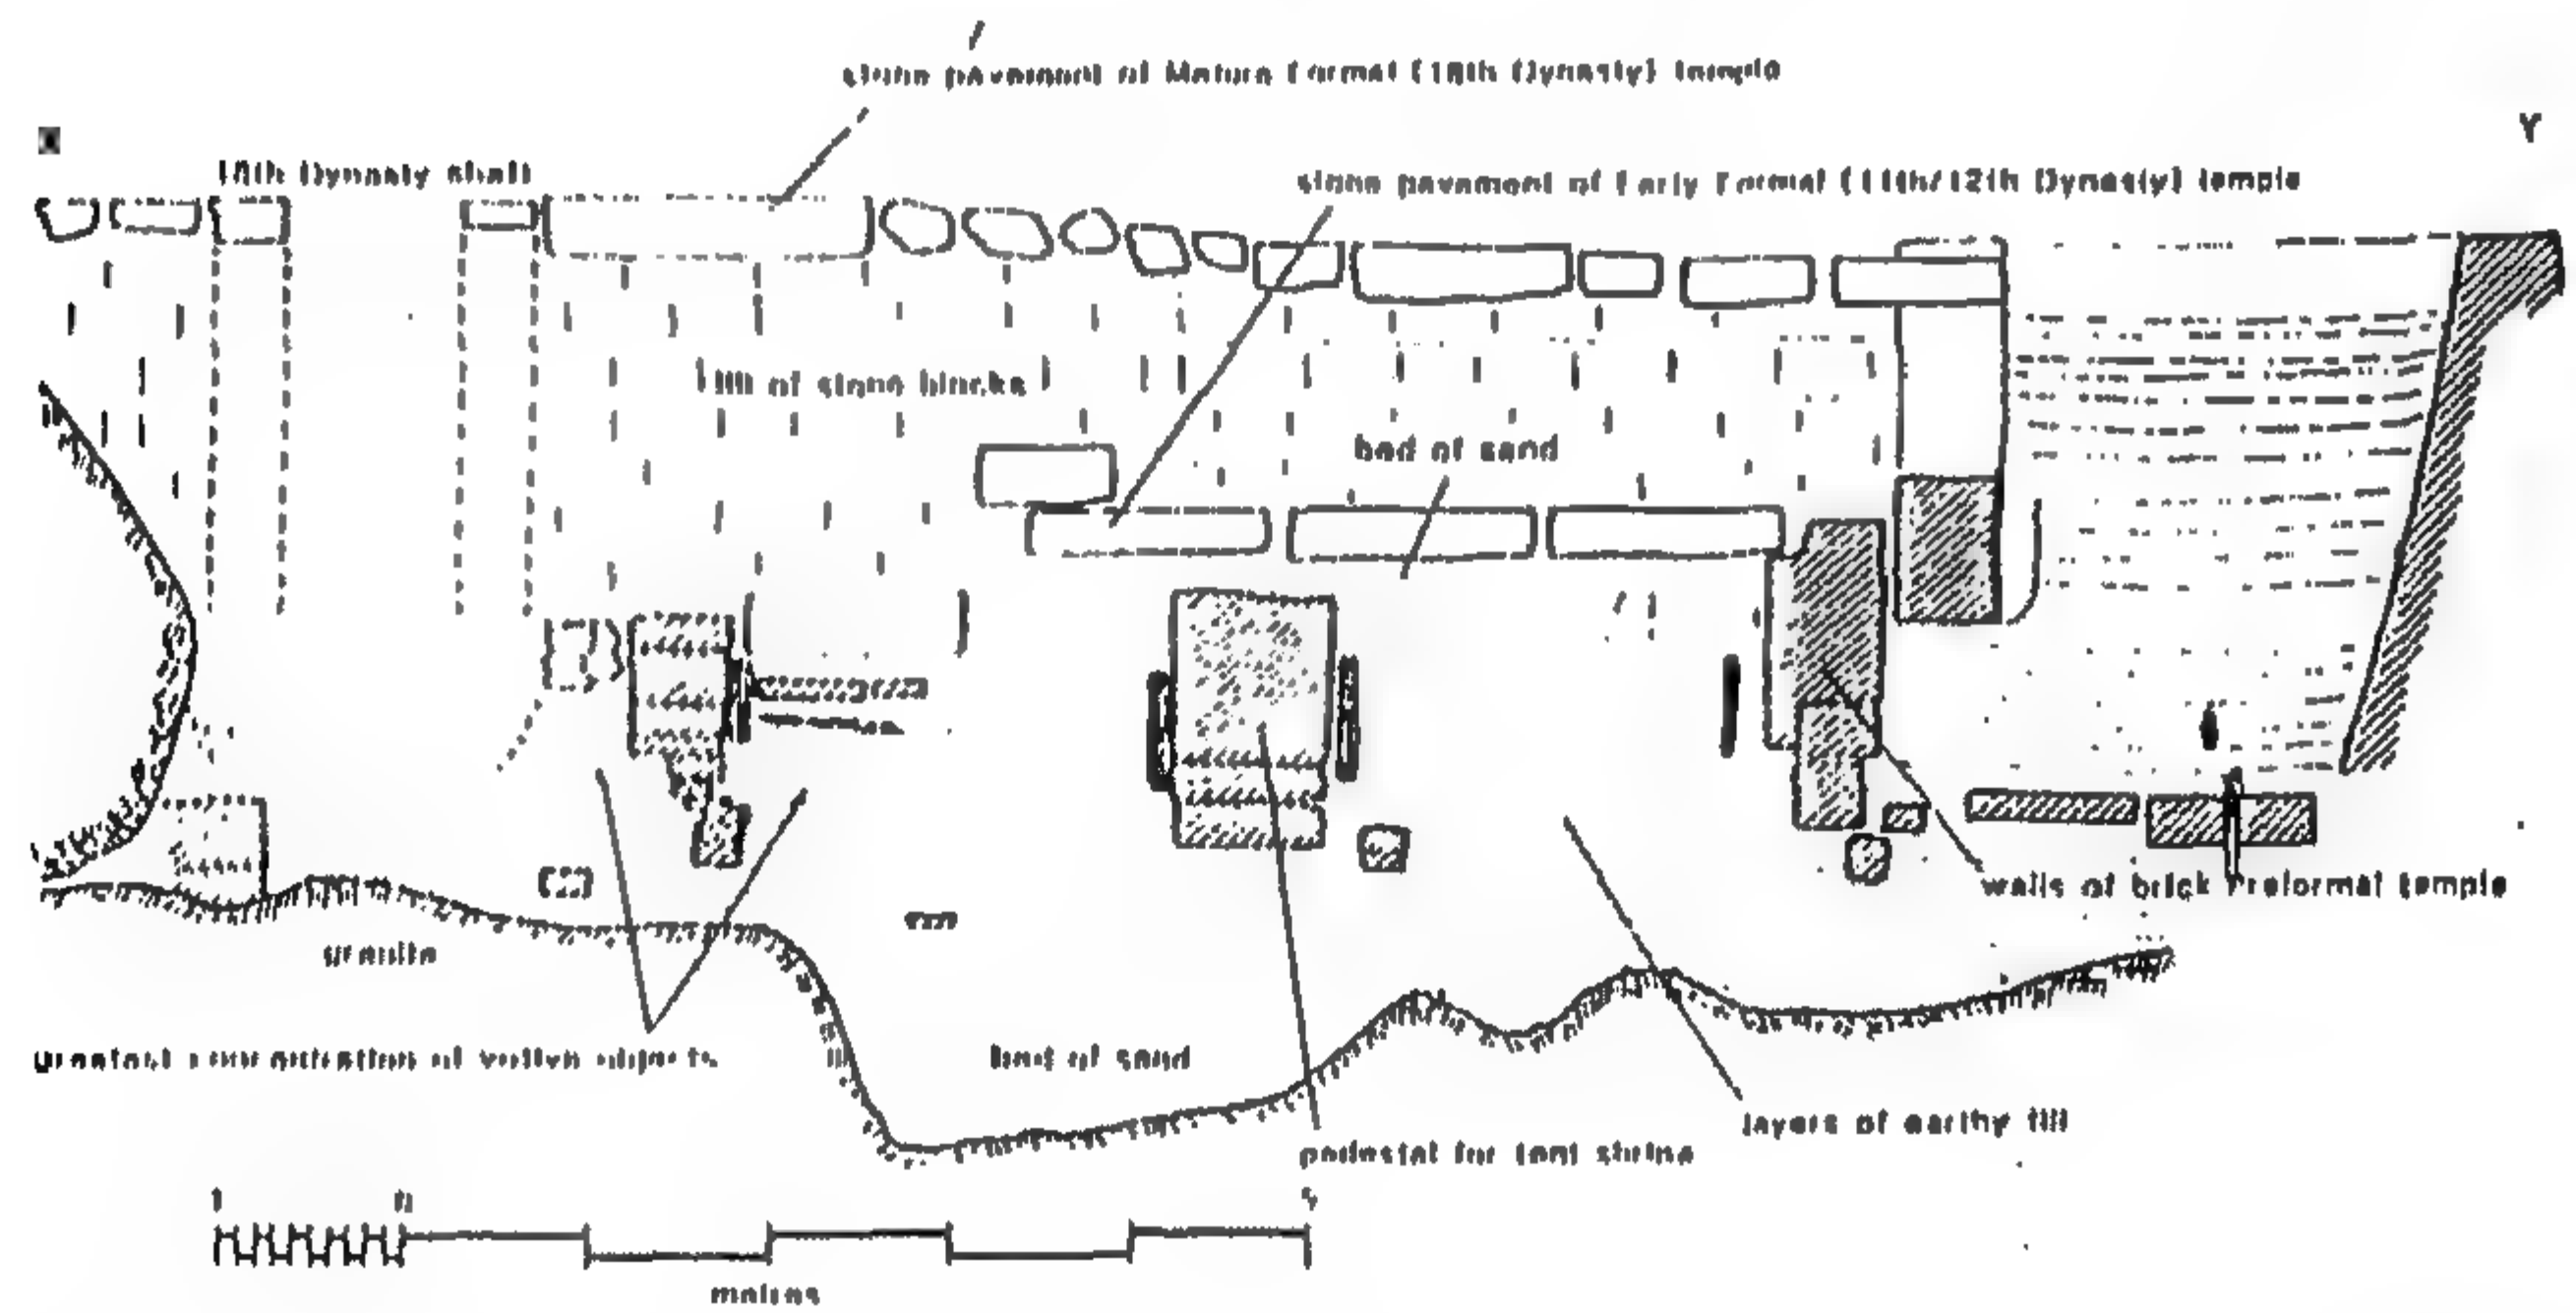 stone pavement of Mature Formal (18th Dynasty) temple
Y
18th Dynasty shaft
stone pavement of Early Formal (11th/12th Dynasty) temple
fill of stone blocks
bed of sand
walls of brick Preformal temple
granite
greatest concentration of votive objects
bed of sand
layers of earthy fill
pedestal for tent shrine
1 0 5
metres